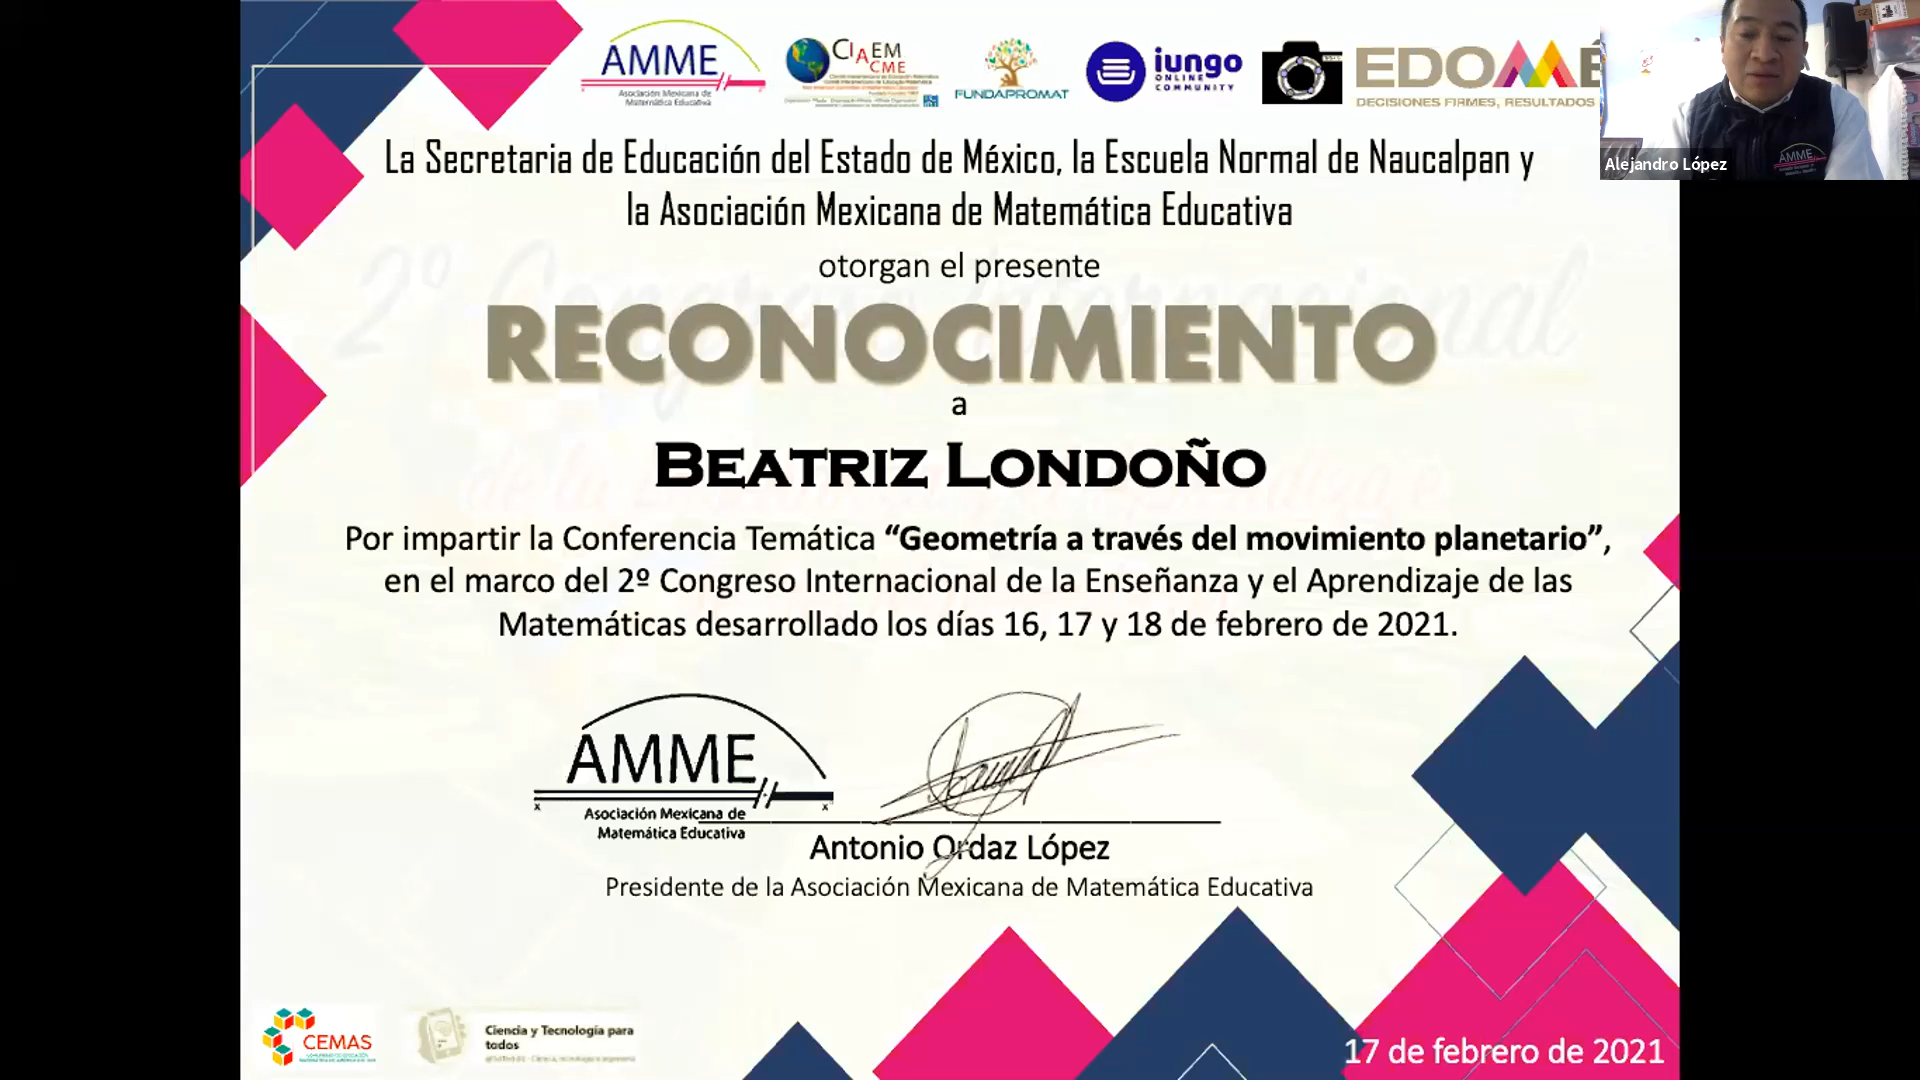 AMME
Asociación Mexicana de
Matemática Educativa
CIAEM
ACME
FUNDAPROMAT
iungo
ONLINE
COMMUNITY
EDOMÉ
DECISIONES FIRMES, RESULTADOS
AMME
Alejandro López
La Secretaria de Educación del Estado de México, la Escuela Normal de Naucalpan y
la Asociación Mexicana de Matemática Educativa
otorgan el presente
2º Congreso Internacional
RECONOCIMIENTO
a
BEATRIZ LONDOÑO
Por impartir la Conferencia Temática “Geometría a través del movimiento planetario”,
en el marco del 2º Congreso Internacional de la Enseñanza y el Aprendizaje de las
Matemáticas desarrollado los días 16, 17 y 18 de febrero de 2021.
AMME
Asociación Mexicana de
Matemática Educativa
Antonio Ordaz López
Presidente de la Asociación Mexicana de Matemática Educativa
CEMAS
Ciencia y Tecnología para
todos
17 de febrero de 2021